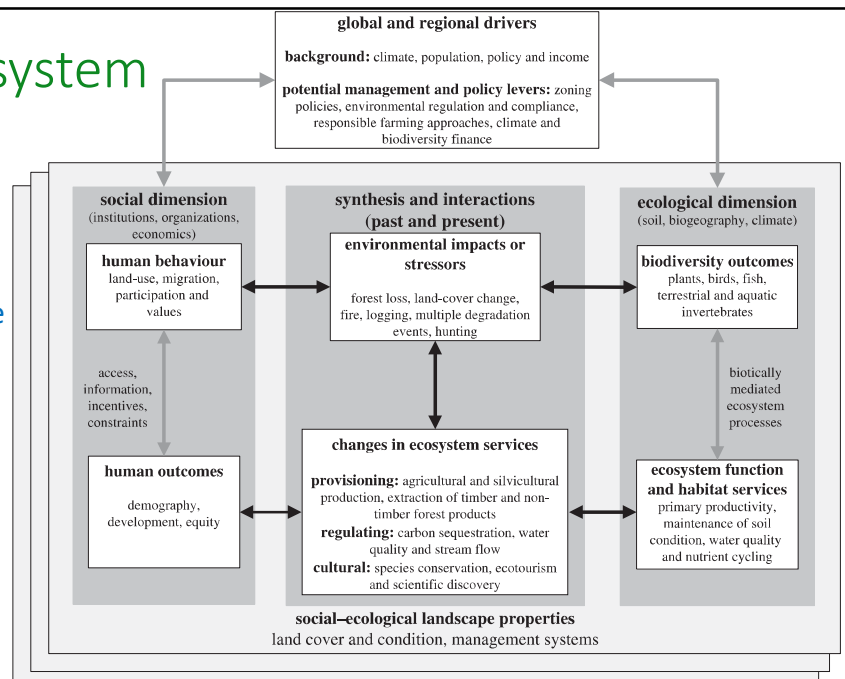 system
e
global and regional drivers
background: climate, population, policy and income
potential management and policy levers: zoning
policies, environmental regulation and compliance,
responsible farming approaches, climate and
biodiversity finance
social dimension
(institutions, organizations,
economics)
human behaviour
land-use, migration,
participation and
values
access,
information,
incentives,
constraints
human outcomes
demography,
development, equity
synthesis and interactions
(past and present)
environmental impacts or
stressors
forest loss, land-cover change,
fire, logging, multiple degradation
events, hunting
changes in ecosystem services
provisioning: agricultural and silvicultural
production, extraction of timber and non-
timber forest products
regulating: carbon sequestration, water
quality and stream flow
cultural: species conservation, ecotourism
and scientific discovery
ecological dimension
(soil, biogeography, climate)
biodiversity outcomes
plants, birds, fish,
terrestrial and aquatic
invertebrates
biotically
mediated
ecosystem
processes
ecosystem function
and habitat services
primary productivity,
maintenance of soil
condition, water quality
and nutrient cycling
social–ecological landscape properties
land cover and condition, management systems